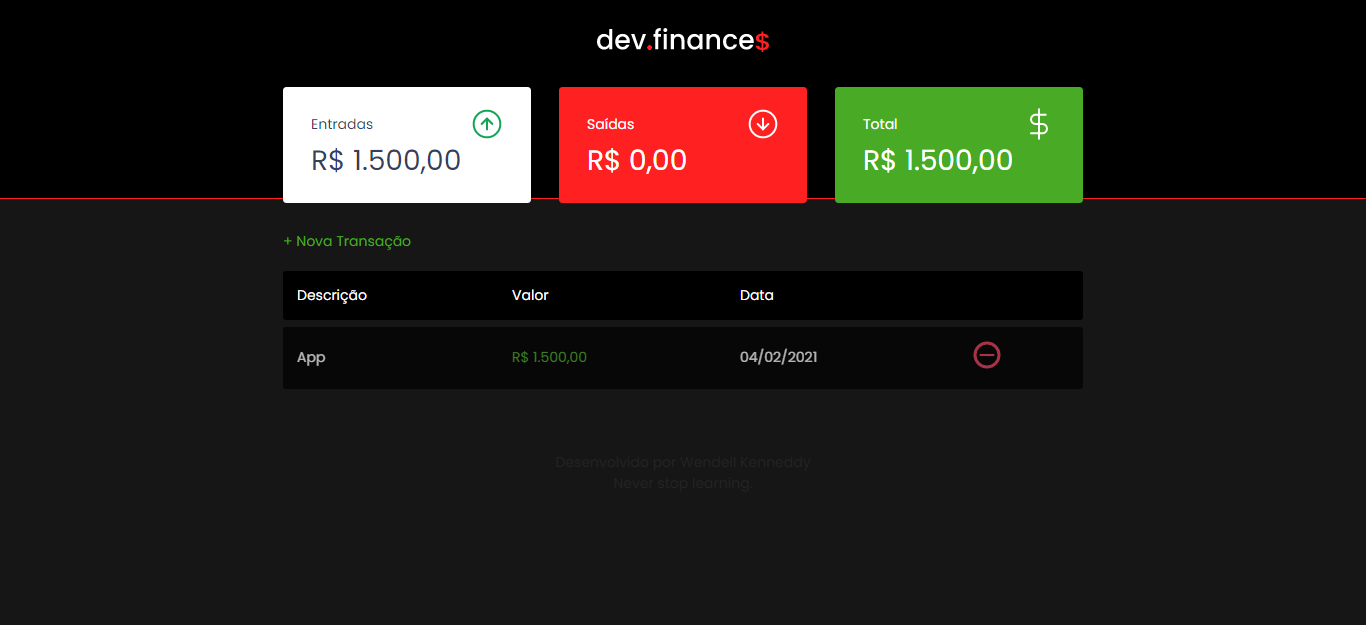 dev.finance$
Entradas
R$ 1.500,00
Saídas
R$ 0,00
Total
R$ 1.500,00
+ Nova Transação
Descrição Valor Data
App R$ 1.500,00 04/02/2021
Desenvolvido por Wendell Kenneddy
Never stop learning.